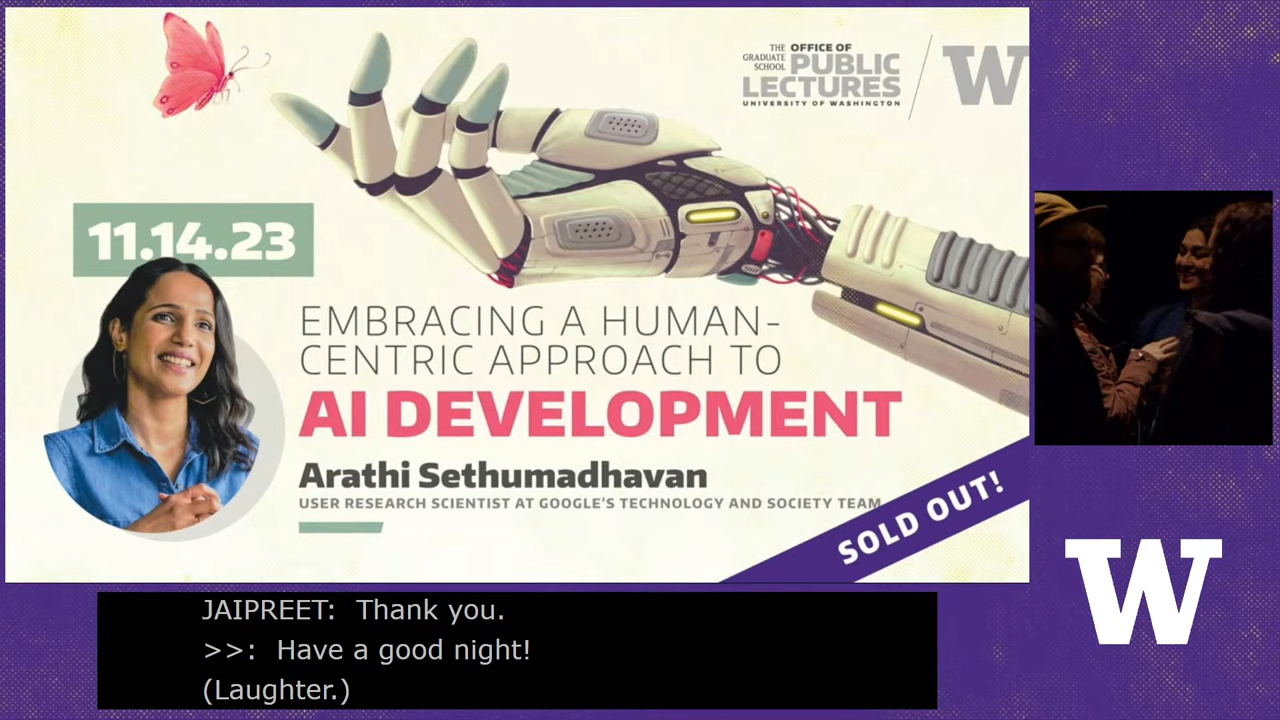 THE GRADUATE SCHOOL
OFFICE OF
PUBLIC
LECTURES
UNIVERSITY OF WASHINGTON
W
11.14.23
EMBRACING A HUMAN-
CENTRIC APPROACH TO
AI DEVELOPMENT
Arathi Sethumadhavan
USER RESEARCH SCIENTIST AT GOOGLE'S TECHNOLOGY AND SOCIETY TEAM
SOLD OUT!
W
JAIPREET: Thank you.
>>: Have a good night!
(Laughter.)